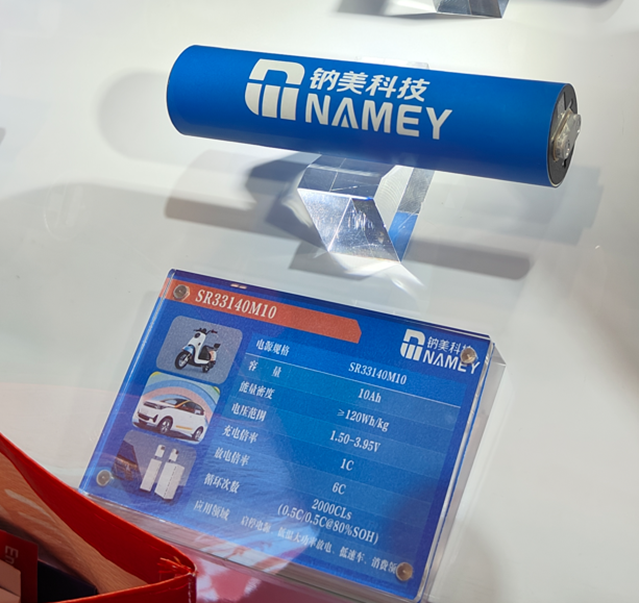 钠美科技
NAMEY
SR33140M10
钠美科技
NAMEY
电源规格 SR33140M10
容 量 10Ah
能量密度 ≥120Wh/kg
电压范围 1.50-3.95V
充电倍率 1C
放电倍率 6C
循环次数 2000CLs
(0.5C/0.5C@80%SOH)
应用领域 启停电源、低速车、消费